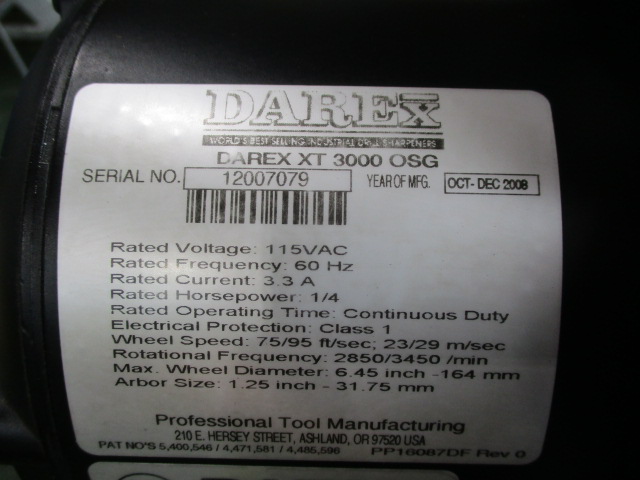 DAREX
WORLD'S BEST SELLING INDUSTRIAL DRILL SHARPENERS
DAREX XT 3000 OSG
SERIAL NO. 12007079 YEAR OF MFG. OCT- DEC 2008
Rated Voltage: 115VAC
Rated Frequency: 60 Hz
Rated Current: 3.3 A
Rated Horsepower: 1/4
Rated Operating Time: Continuous Duty
Electrical Protection: Class 1
Wheel Speed: 75/95 ft/sec; 23/29 m/sec
Rotational Frequency: 2850/3450 /min
Max. Wheel Diameter: 6.45 inch -164 mm
Arbor Size: 1.25 inch - 31.75 mm
Professional Tool Manufacturing
210 E. HERSEY STREET, ASHLAND, OR 97520 USA
PAT NO'S 5,400,546 / 4,471,581 / 4,485,596 PP16087DF Rev 0